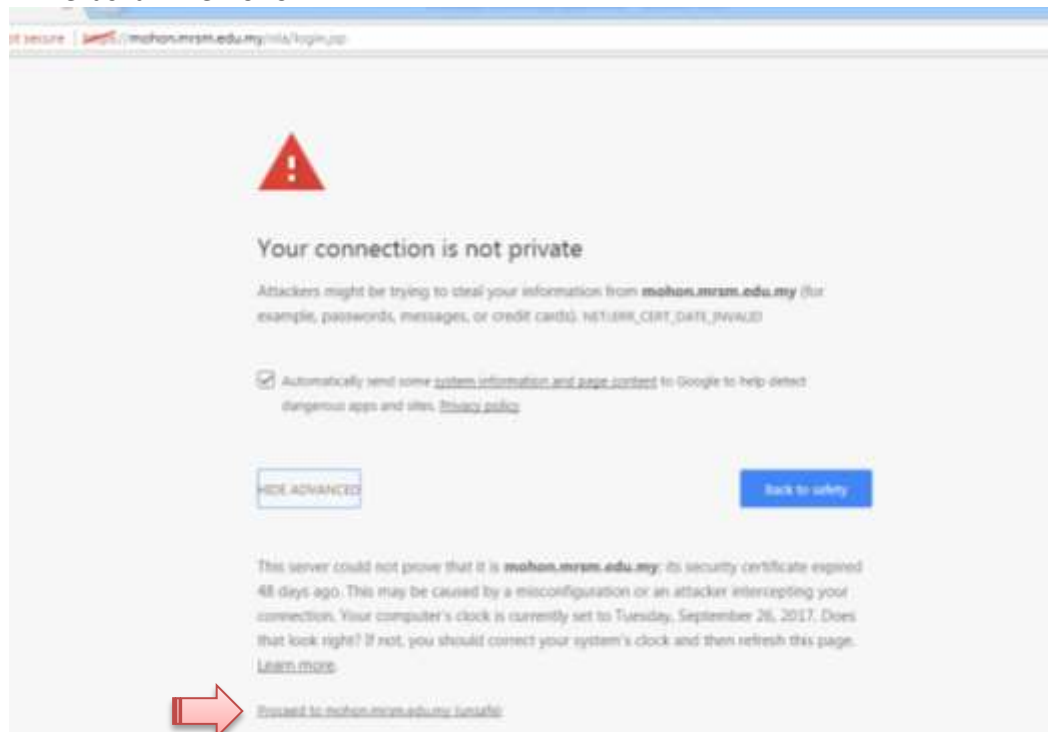 https://mohon.mrsm.edu.my/nla/login.jsp
Your connection is not private
Attackers might be trying to steal your information from mohon.mrsm.edu.my (for
example, passwords, messages, or credit cards). NET::ERR_CERT_DATE_INVALID
Automatically send some system information and page content to Google to help detect
dangerous apps and sites. Privacy policy
HIDE ADVANCED
Back to safety
This server could not prove that it is mohon.mrsm.edu.my; its security certificate expired
48 days ago. This may be caused by a misconfiguration or an attacker intercepting your
connection. Your computer's clock is currently set to Tuesday, September 26, 2017. Does
that look right? If not, you should correct your system's clock and then refresh this page.
Learn more.
Proceed to mohon.mrsm.edu.my (unsafe)